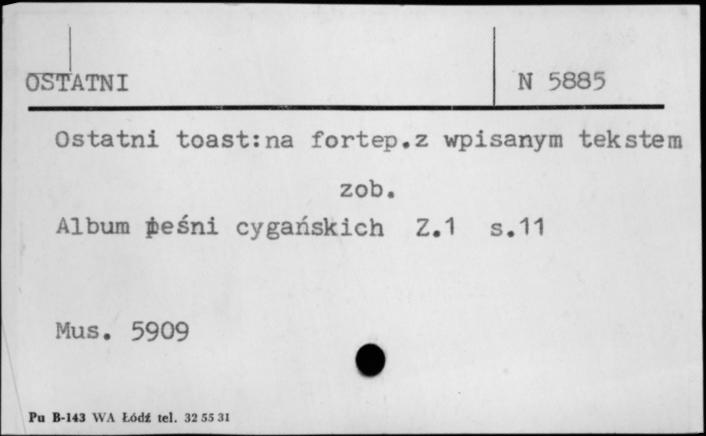 OSTATNI
N 5885
Ostatni toast:na fortep.z wpisanym tekstem
zob.
Album pieśni cygańskich Z.1 s.11
Mus. 5909
Pu B-143 WA Łódź tel. 32 55 31